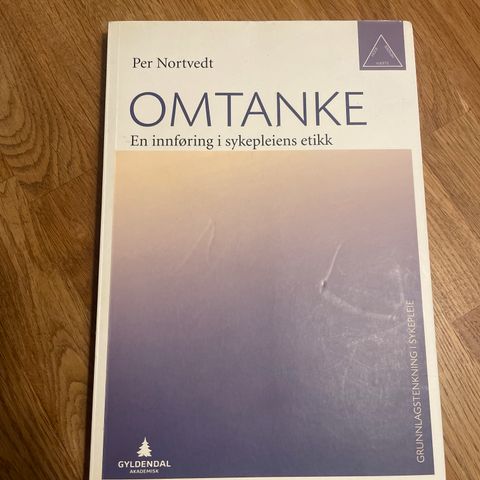 Per Nortvedt
OMTANKE
En innføring i sykepleiens etikk
GRUNNLAGSTENKNING I SYKEPLEIE
GYLDENDAL
AKADEMISK